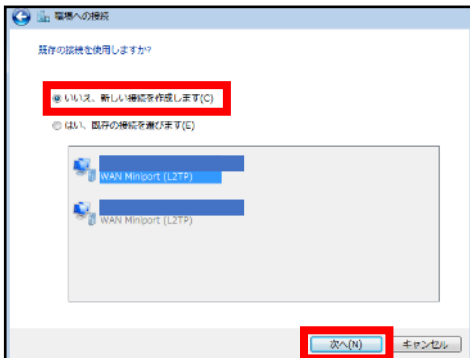 職場への接続
既存の接続を使用しますか?
いいえ、新しい接続を作成します(C)
はい、既存の接続を選びます(E)
WAN Miniport (L2TP)
WAN Miniport (L2TP)
次へ(N)
キャンセル